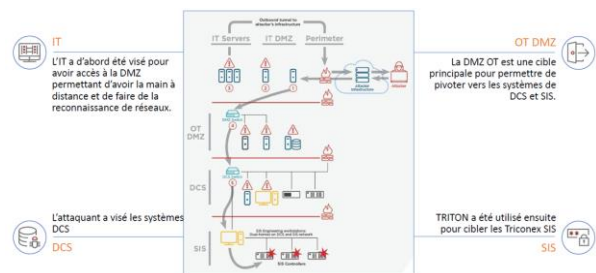 IT
L'IT a d'abord été visé pour
avoir accès à la DMZ
permettant d'avoir la main à
distance et de faire de la
reconnaissance de réseaux.
Outbound tunnel to
attacker's infrastructure
IT Servers
IT DMZ
Perimeter
OT DMZ
La DMZ OT est une cible
principale pour permettre de
pivoter vers les systèmes de
DCS et SIS.
OT
DMZ
DCS
SIS
SIS Controllers
L'attaquant a visé les systèmes
DCS
DCS
TRITON a été utilisé ensuite
pour cibler les Triconex SIS
SIS